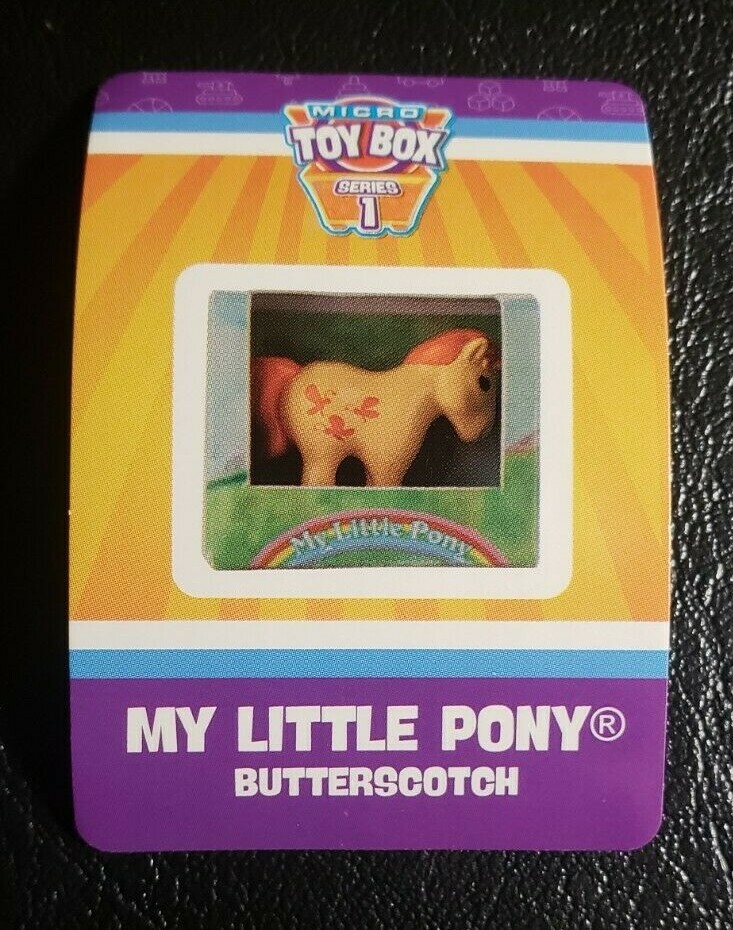 MICRO
TOY BOX
SERIES
1
My Little Pony
MY LITTLE PONY®
BUTTERSCOTCH